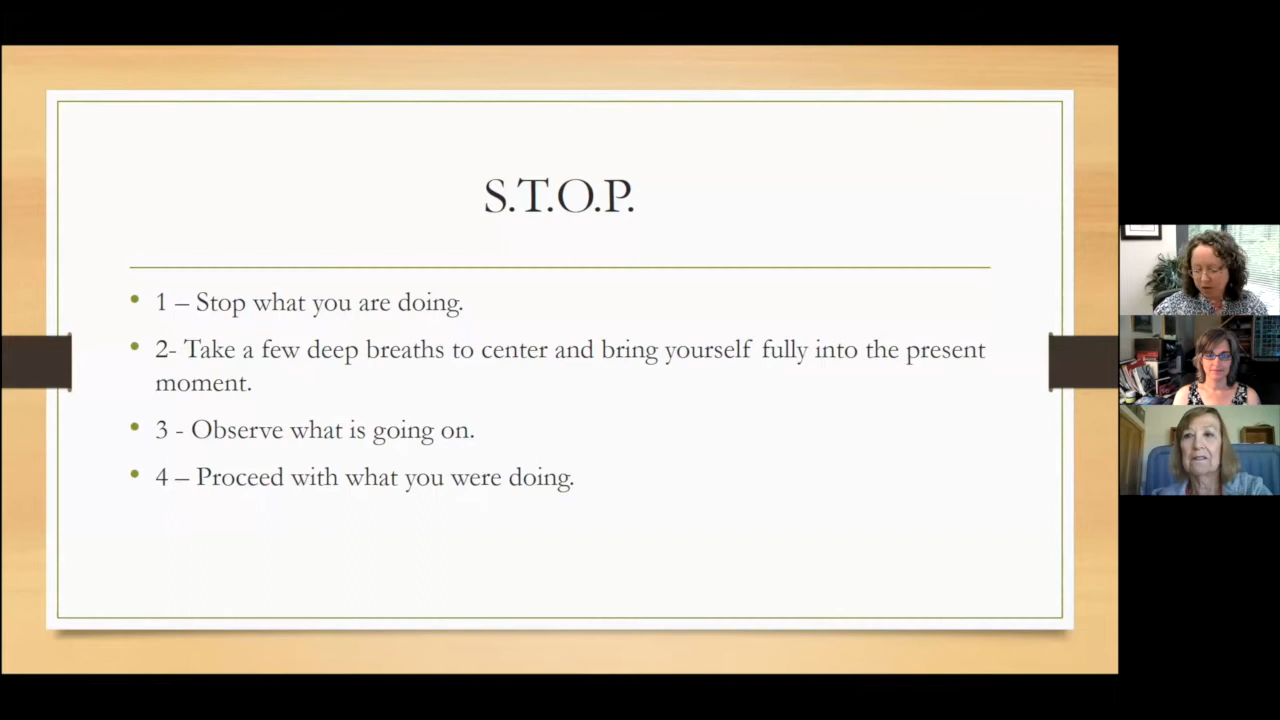 S.T.O.P.
• 1 – Stop what you are doing.
• 2- Take a few deep breaths to center and bring yourself fully into the present
moment.
• 3 - Observe what is going on.
• 4 – Proceed with what you were doing.